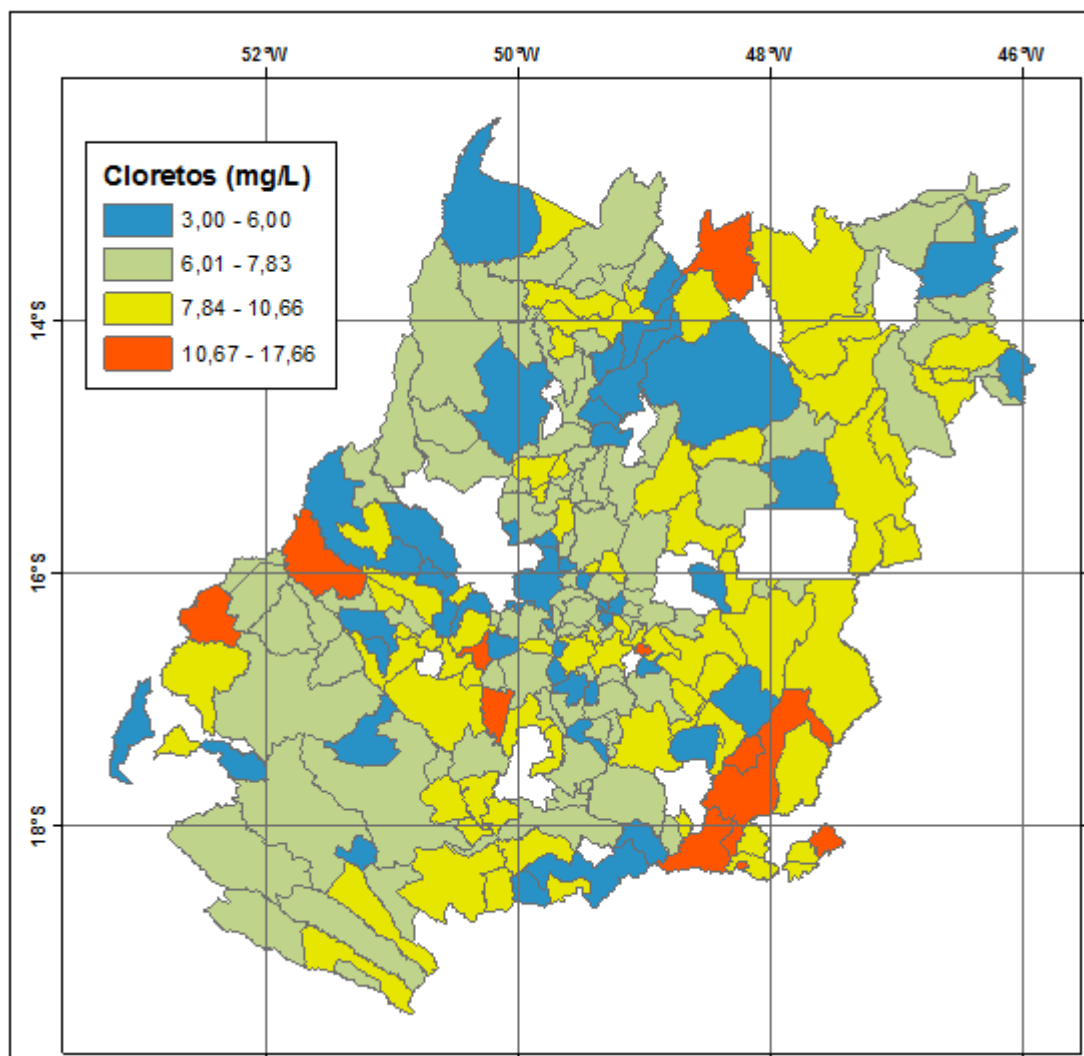 52°W 50°W 48°W 46°W
Cloretos (mg/L)
3,00 - 6,00
6,01 - 7,83
7,84 - 10,66
10,67 - 17,66
14°S
16°S
18°S